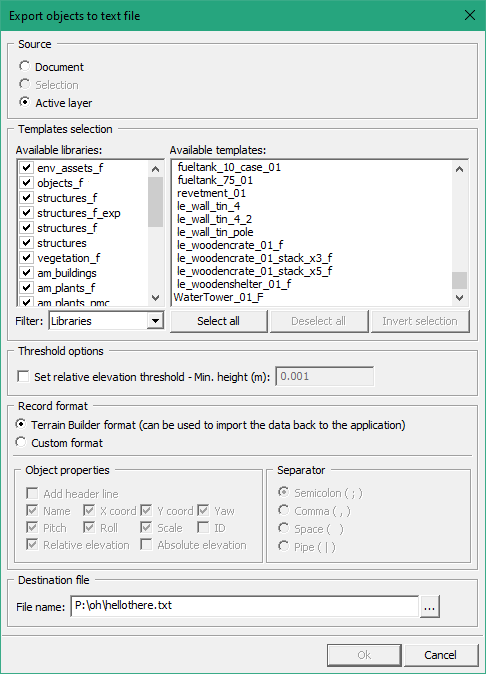 Export objects to text file
Source
Document
Selection
Active layer
Templates selection
Available libraries:
env_assets_f
objects_f
structures_f
structures_f_exp
structures_f
structures
vegetation_f
am_buildings
am_plants_f
am_plants_pmc
Available templates:
fueltank_10_case_01
fueltank_75_01
revetment_01
le_wall_tin_4
le_wall_tin_4_2
le_wall_tin_pole
le_woodencrate_01_f
le_woodencrate_01_stack_x3_f
le_woodencrate_01_stack_x5_f
le_woodenshelter_01_f
WaterTower_01_F
Filter: Libraries
Select all
Deselect all
Invert selection
Threshold options
Set relative elevation threshold - Min. height (m): 0.001
Record format
Terrain Builder format (can be used to import the data back to the application)
Custom format
Object properties
Add header line
Name X coord Y coord Yaw
Pitch Roll Scale ID
Relative elevation Absolute elevation
Separator
Semicolon ( ; )
Comma ( , )
Space ( )
Pipe ( | )
Destination file
File name: P:\oh\hellothere.txt ...
Ok Cancel